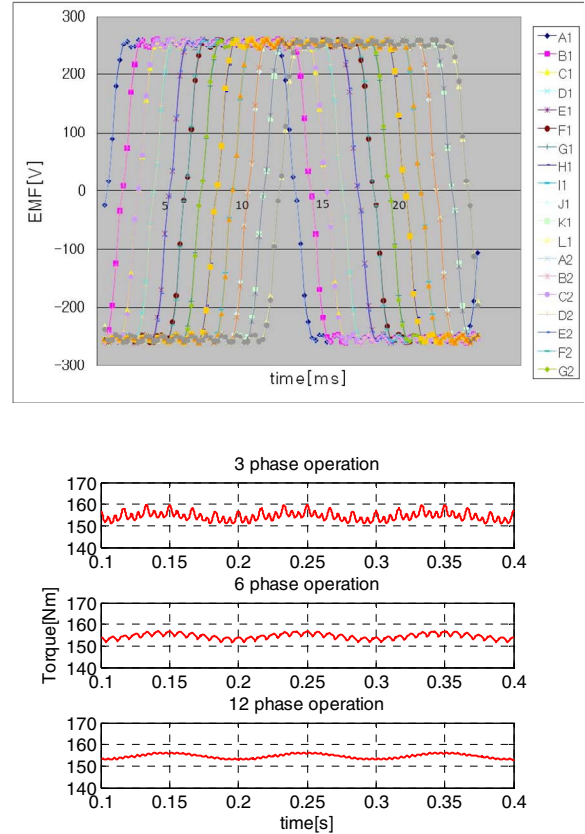 300
200
100
0
-100
-200
-300
EMF[V]
5 10 15 20
time[ms]
A1
B1
C1
D1
E1
F1
G1
H1
I1
J1
K1
L1
A2
B2
C2
D2
E2
F2
G2
3 phase operation
170
160
150
140
0.1 0.15 0.2 0.25 0.3 0.35 0.4
6 phase operation
170
160
150
140
0.1 0.15 0.2 0.25 0.3 0.35 0.4
Torque[Nm]
12 phase operation
170
160
150
140
0.1 0.15 0.2 0.25 0.3 0.35 0.4
time[s]